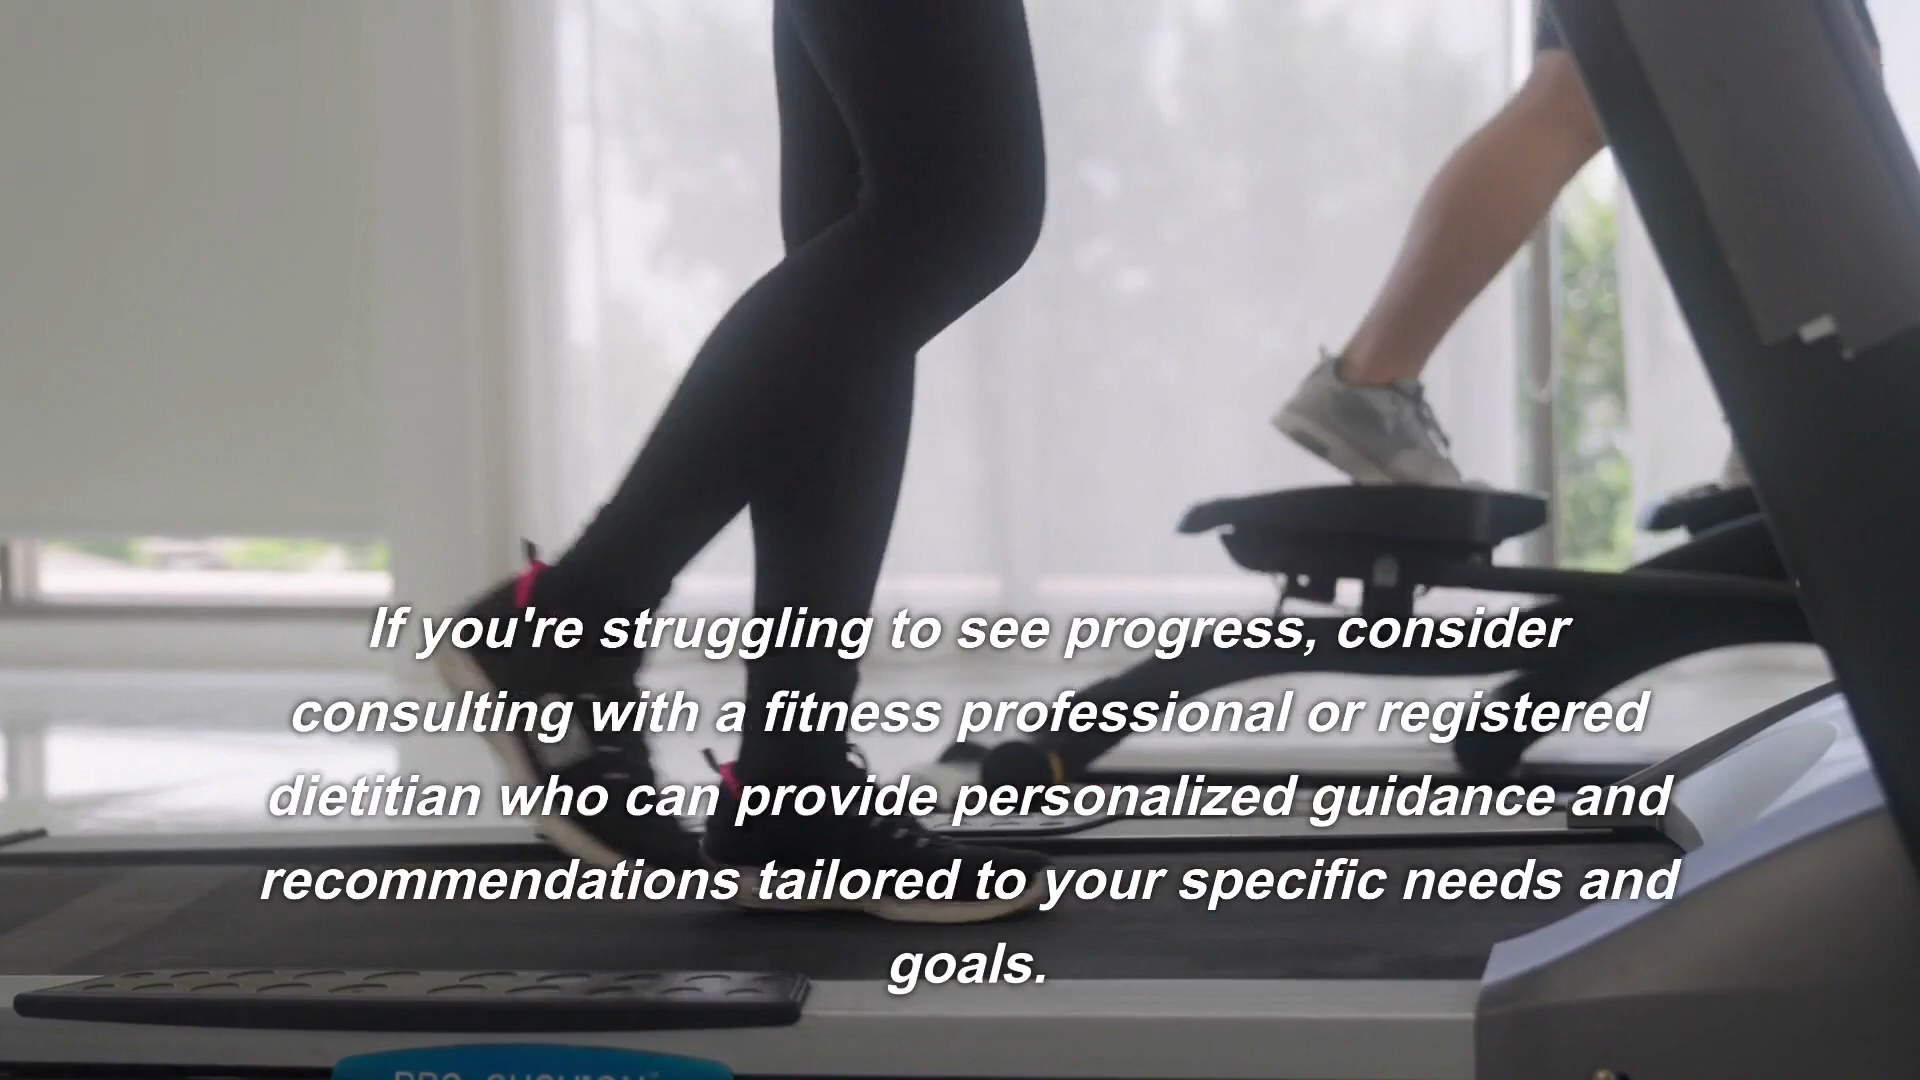 If you're struggling to see progress, consider
consulting with a fitness professional or registered
dietitian who can provide personalized guidance and
recommendations tailored to your specific needs and
goals.